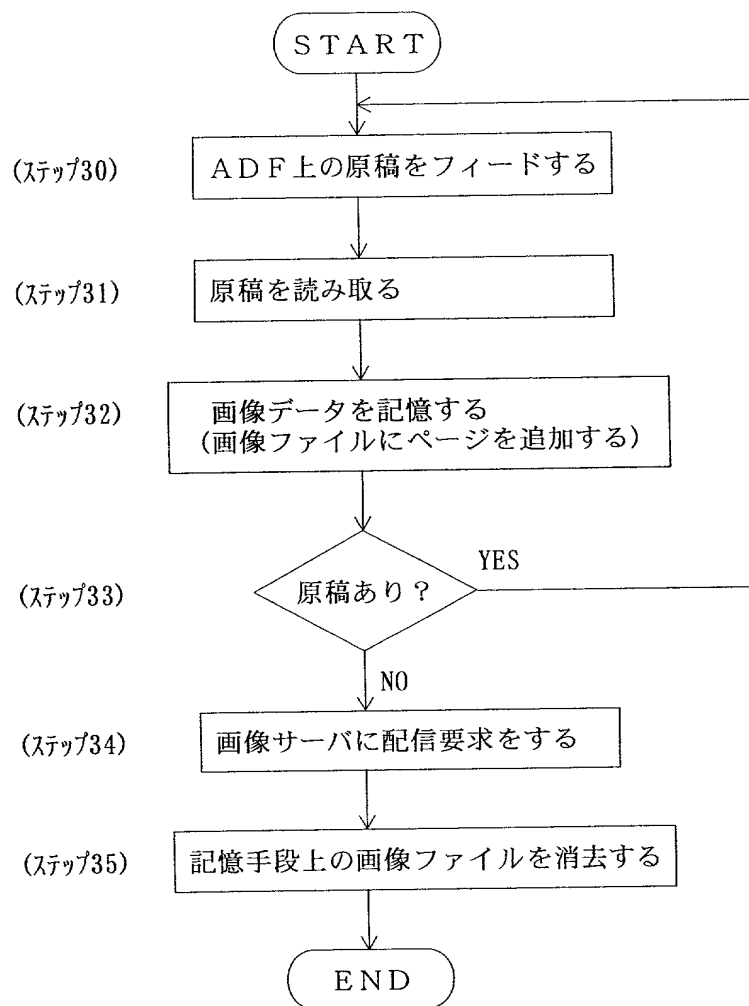 START
(ステップ30)
ADF上の原稿をフィードする
(ステップ31)
原稿を読み取る
(ステップ32)
画像データを記憶する
(画像ファイルにページを追加する)
(ステップ33)
原稿あり?
YES
NO
(ステップ34)
画像サーバに配信要求をする
(ステップ35)
記憶手段上の画像ファイルを消去する
END